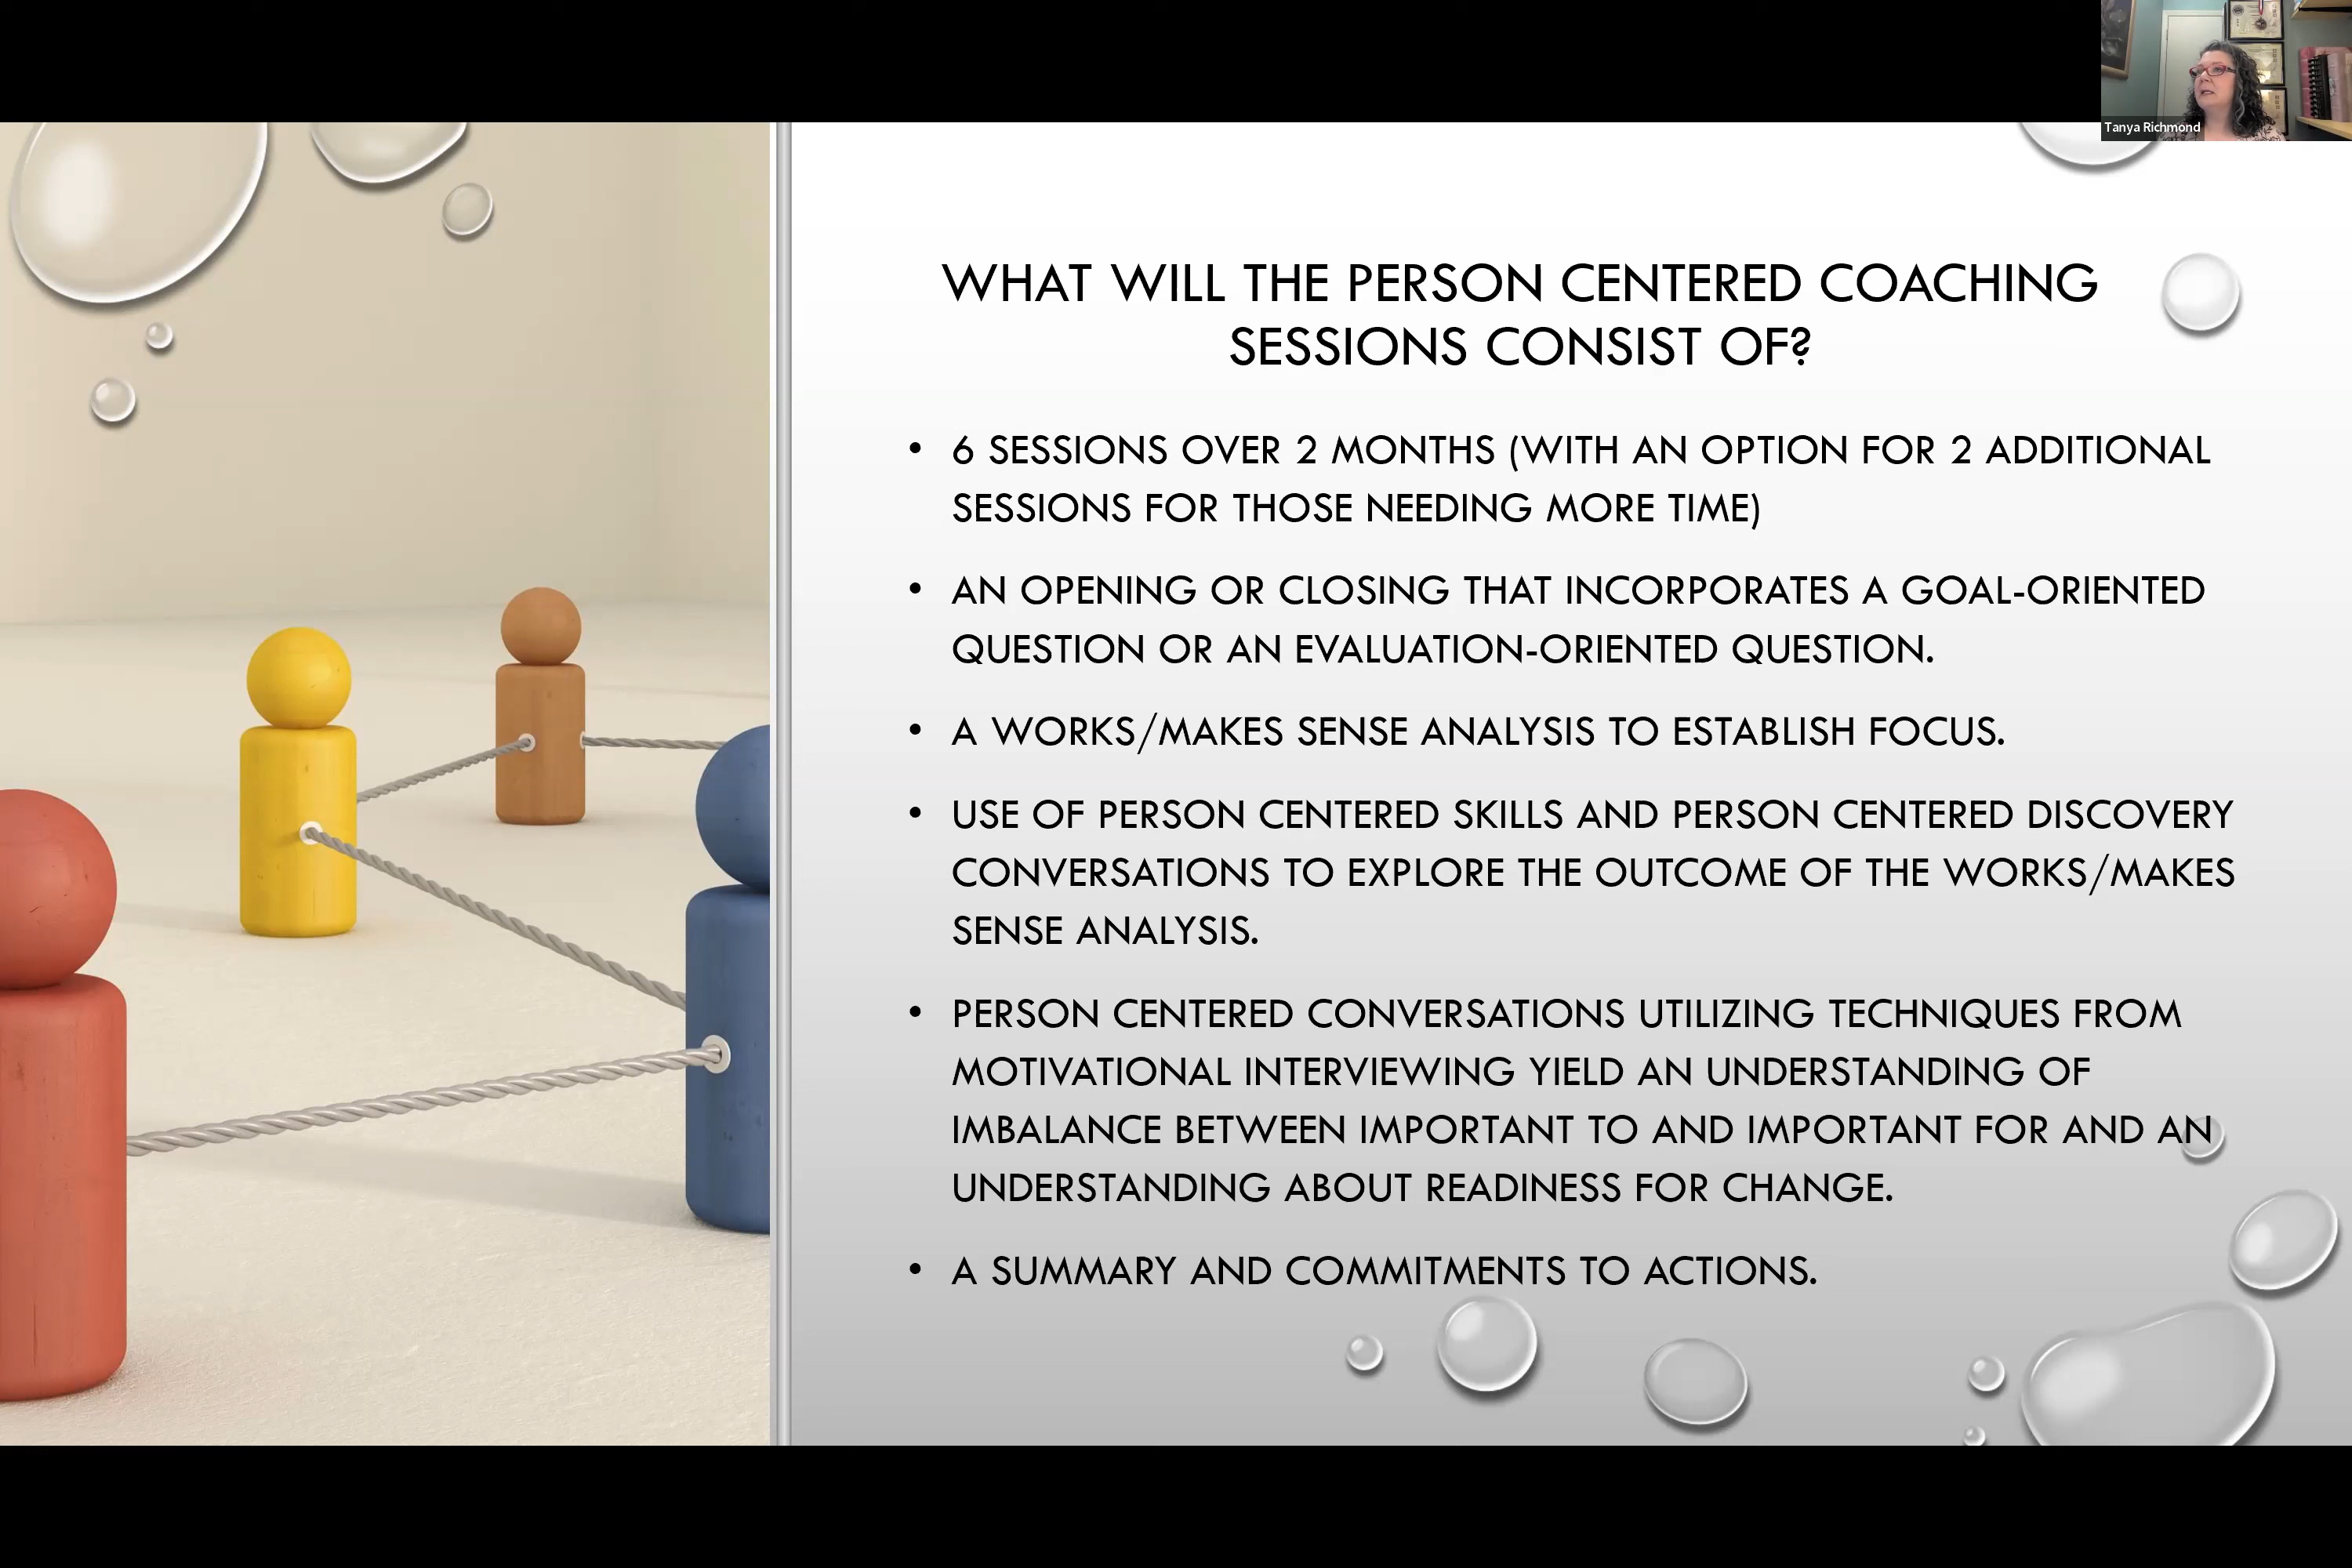 Tanya Richmond
WHAT WILL THE PERSON CENTERED COACHING
SESSIONS CONSIST OF?
• 6 SESSIONS OVER 2 MONTHS (WITH AN OPTION FOR 2 ADDITIONAL
SESSIONS FOR THOSE NEEDING MORE TIME)
• AN OPENING OR CLOSING THAT INCORPORATES A GOAL-ORIENTED
QUESTION OR AN EVALUATION-ORIENTED QUESTION.
• A WORKS/MAKES SENSE ANALYSIS TO ESTABLISH FOCUS.
• USE OF PERSON CENTERED SKILLS AND PERSON CENTERED DISCOVERY
CONVERSATIONS TO EXPLORE THE OUTCOME OF THE WORKS/MAKES
SENSE ANALYSIS.
• PERSON CENTERED CONVERSATIONS UTILIZING TECHNIQUES FROM
MOTIVATIONAL INTERVIEWING YIELD AN UNDERSTANDING OF
IMBALANCE BETWEEN IMPORTANT TO AND IMPORTANT FOR AND AN
UNDERSTANDING ABOUT READINESS FOR CHANGE.
• A SUMMARY AND COMMITMENTS TO ACTIONS.